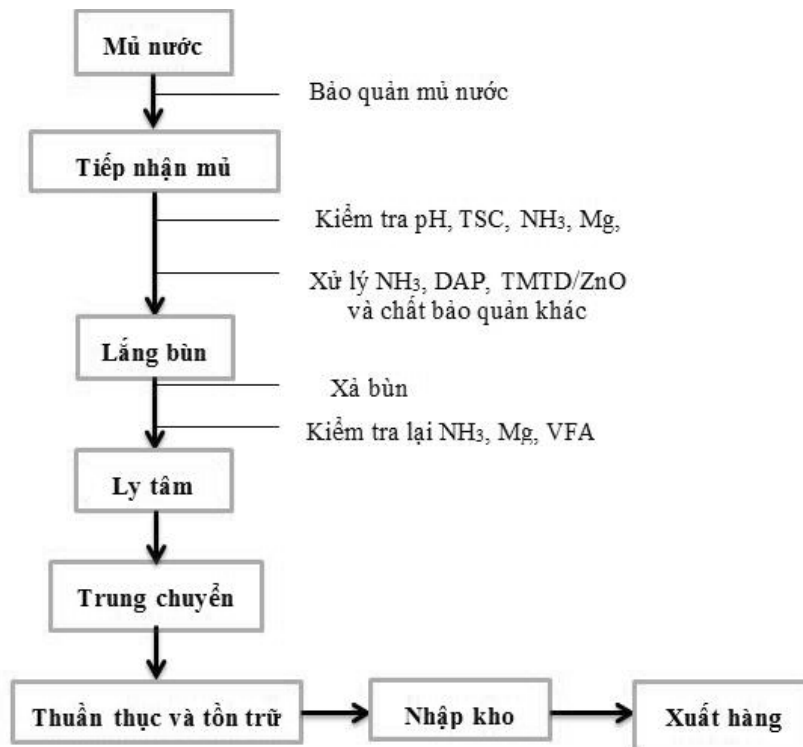 Mủ nước
Bảo quản mủ nước
Tiếp nhận mủ
Kiểm tra pH, TSC, NH₃, Mg,
Xử lý NH₃, DAP, TMTD/ZnO
và chất bảo quản khác
Lắng bùn
Xả bùn
Kiểm tra lại NH₃, Mg, VFA
Ly tâm
Trung chuyển
Thuần thục và tồn trữ
Nhập kho
Xuất hàng